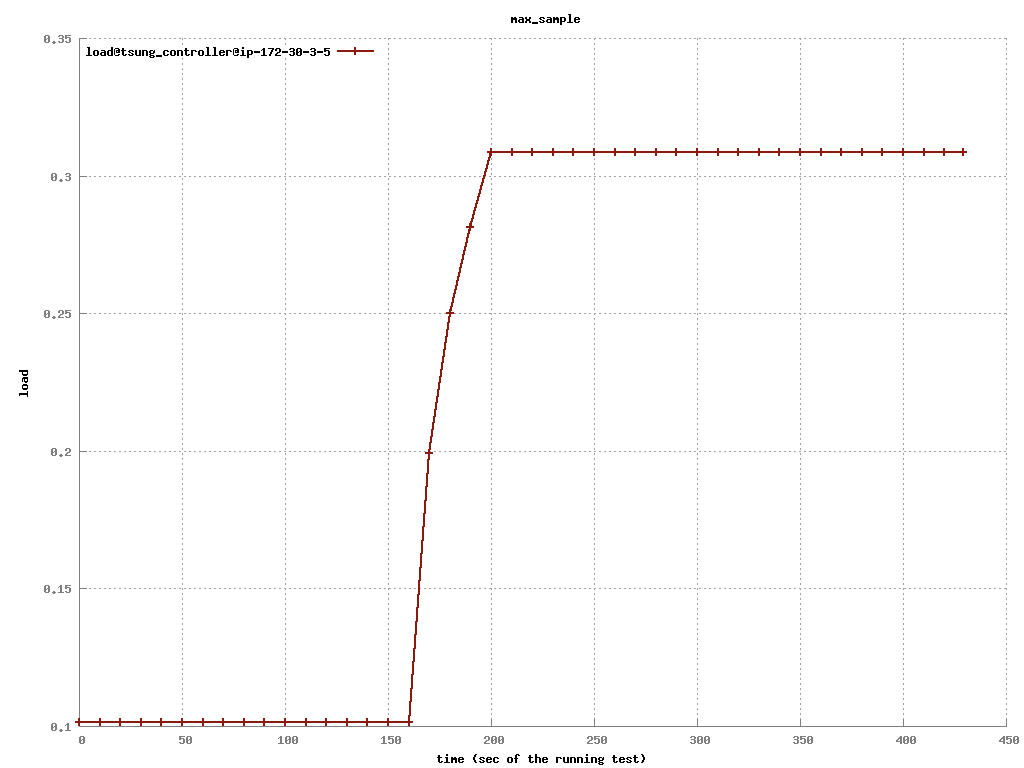 max_sample
load@tsung_controller@ip-172-30-3-5
0.35
0.3
0.25
0.2
0.15
0.1
load
0 50 100 150 200 250 300 350 400 450
time (sec of the running test)